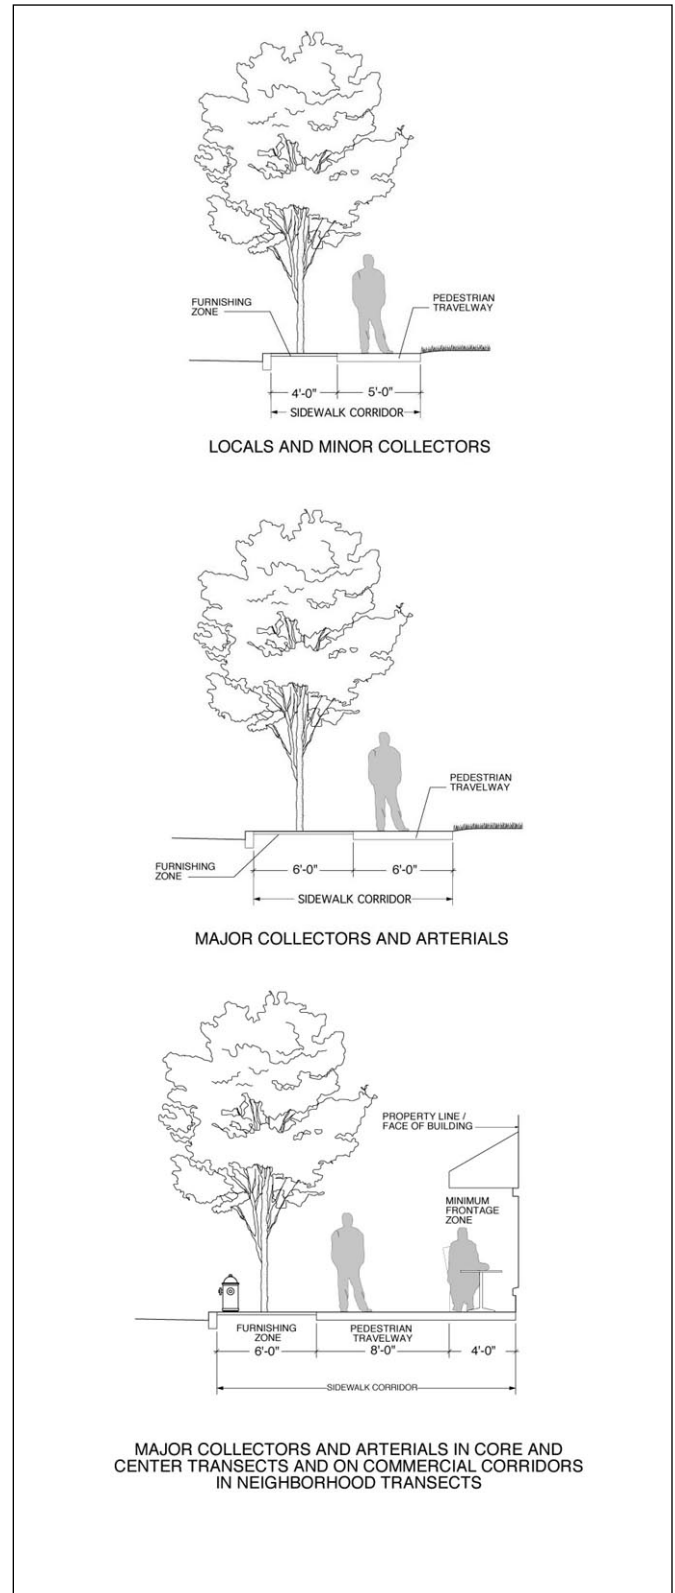 FURNISHING
ZONE
PEDESTRIAN
TRAVELWAY
4'-0"
5'-0"
SIDEWALK CORRIDOR
LOCALS AND MINOR COLLECTORS
PEDESTRIAN
TRAVELWAY
FURNISHING
ZONE
6'-0"
6'-0"
SIDEWALK CORRIDOR
MAJOR COLLECTORS AND ARTERIALS
PROPERTY LINE /
FACE OF BUILDING
MINIMUM
FRONTAGE
ZONE
FURNISHING
ZONE
6'-0"
PEDESTRIAN
TRAVELWAY
8'-0"
4'-0"
SIDEWALK CORRIDOR
MAJOR COLLECTORS AND ARTERIALS IN CORE AND
CENTER TRANSECTS AND ON COMMERCIAL CORRIDORS
IN NEIGHBORHOOD TRANSECTS